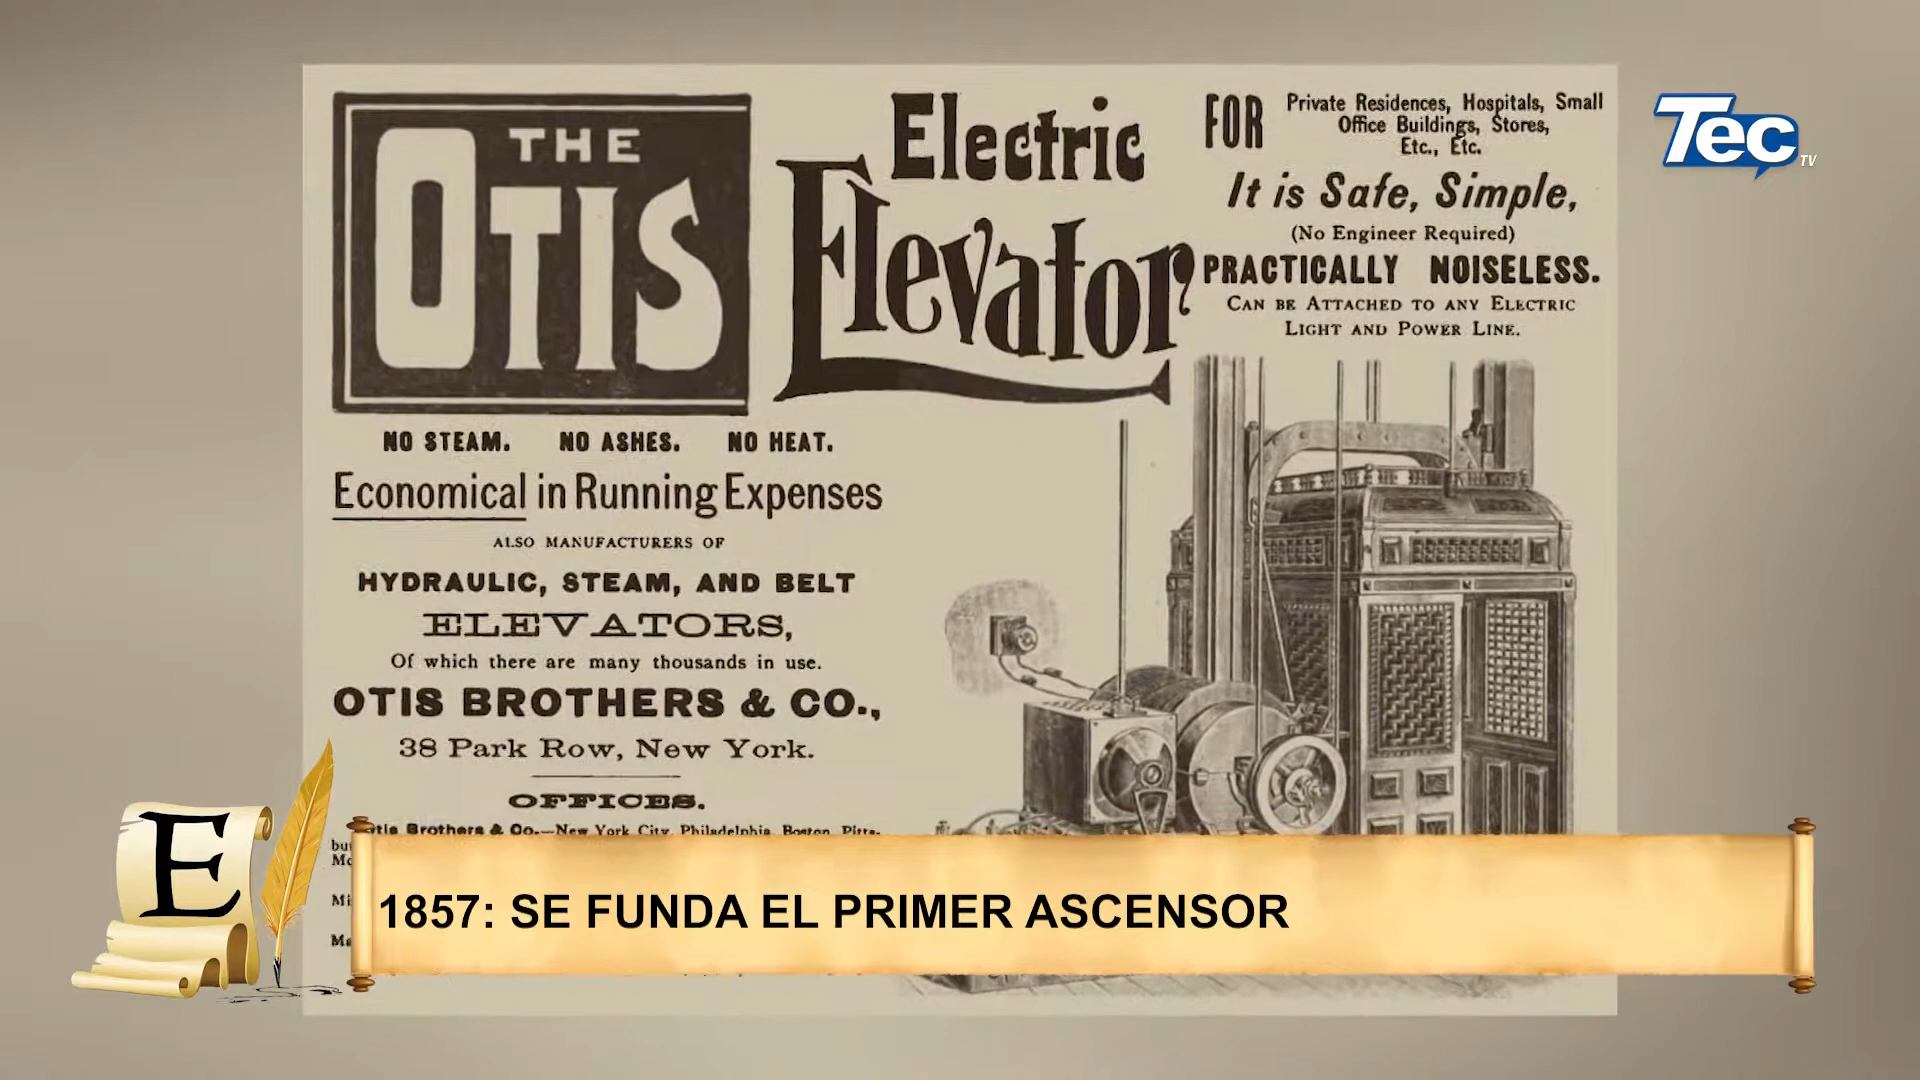 THE
OTIS
Electric
Elevator
FOR
Private Residences, Hospitals, Small
Office Buildings, Stores,
Etc., Etc.
It is Safe, Simple,
(No Engineer Required)
PRACTICALLY NOISELESS.
CAN BE ATTACHED TO ANY ELECTRIC
LIGHT AND POWER LINE.
Tec TV
NO STEAM. NO ASHES. NO HEAT.
Economical in Running Expenses
ALSO MANUFACTURERS OF
HYDRAULIC, STEAM, AND BELT
ELEVATORS,
Of which there are many thousands in use.
OTIS BROTHERS & CO.,
38 Park Row, New York.
OFFICES.
Brothers & Co.—New York City, Philadelphia, Boston, Pitts-
E
1857: SE FUNDA EL PRIMER ASCENSOR